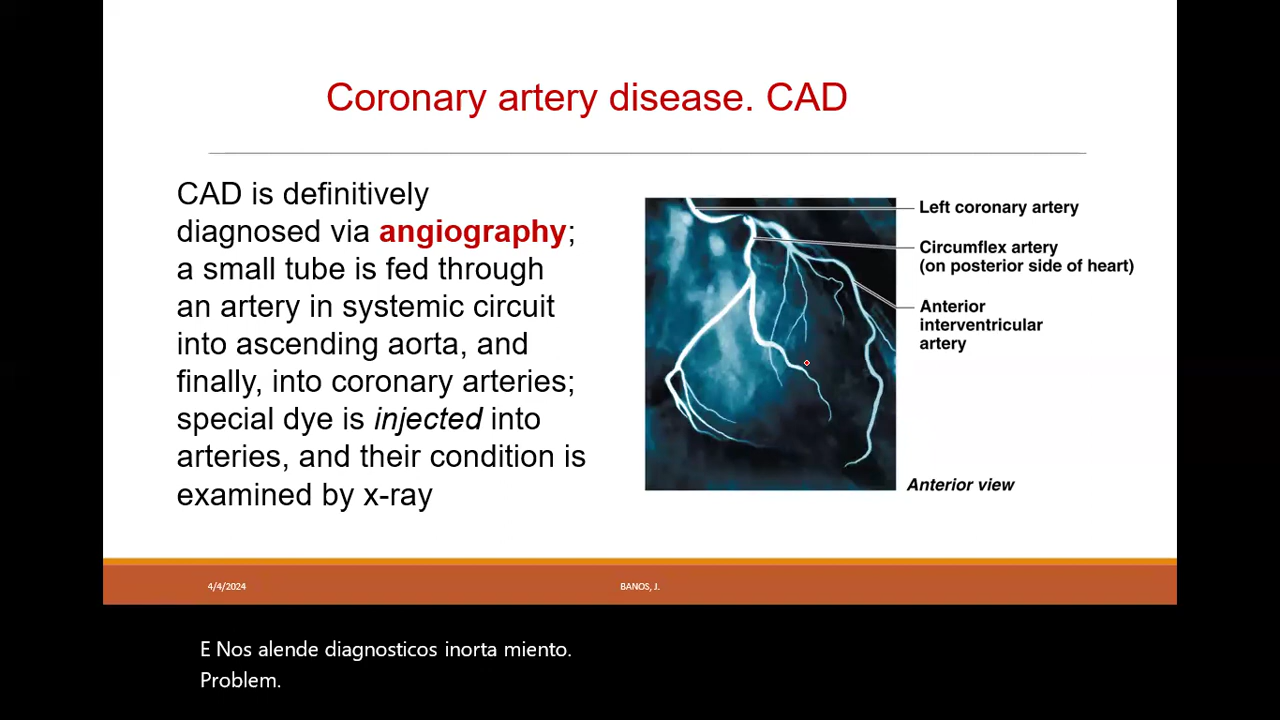 Coronary artery disease. CAD
CAD is definitively
diagnosed via angiography;
a small tube is fed through
an artery in systemic circuit
into ascending aorta, and
finally, into coronary arteries;
special dye is injected into
arteries, and their condition is
examined by x-ray
Left coronary artery
Circumflex artery
(on posterior side of heart)
Anterior
interventricular
artery
Anterior view
4/4/2024
BANOS, J.
E Nos alende diagnosticos inorta miento.
Problem.